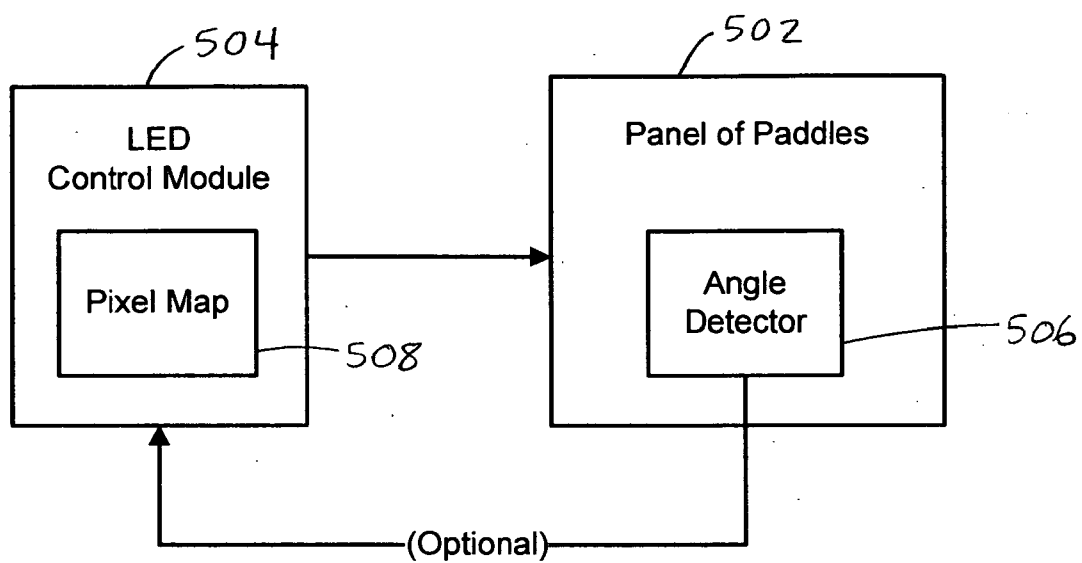 504
502
LED
Control Module
Panel of Paddles
Pixel Map
Angle
Detector
508
506
(Optional)